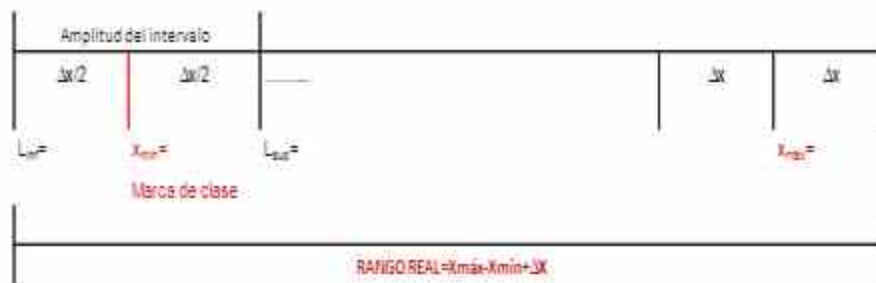 Amplitud del intervalo
Δx/2 Δx/2 ........ Δx Δx
Linf= xmin= Lsup= xmáx=
Marca de clase
RANGO REAL=Xmáx-Xmín+ΔX